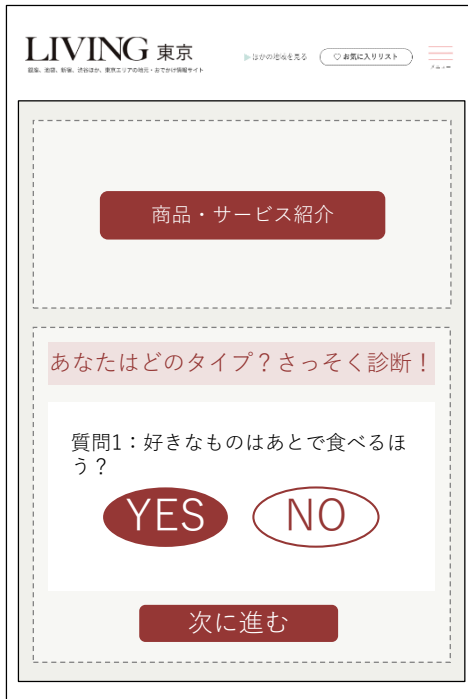 LIVING 東京
銀座、池袋、新宿、渋谷ほか、東京エリアの地元・おでかけ情報サイト
▶ほかの地域を見る
♡お気に入りリスト
メニュー
商品・サービス紹介
あなたはどのタイプ？さっそく診断！
質問1：好きなものはあとで食べるほ
う？
YES
NO
次に進む